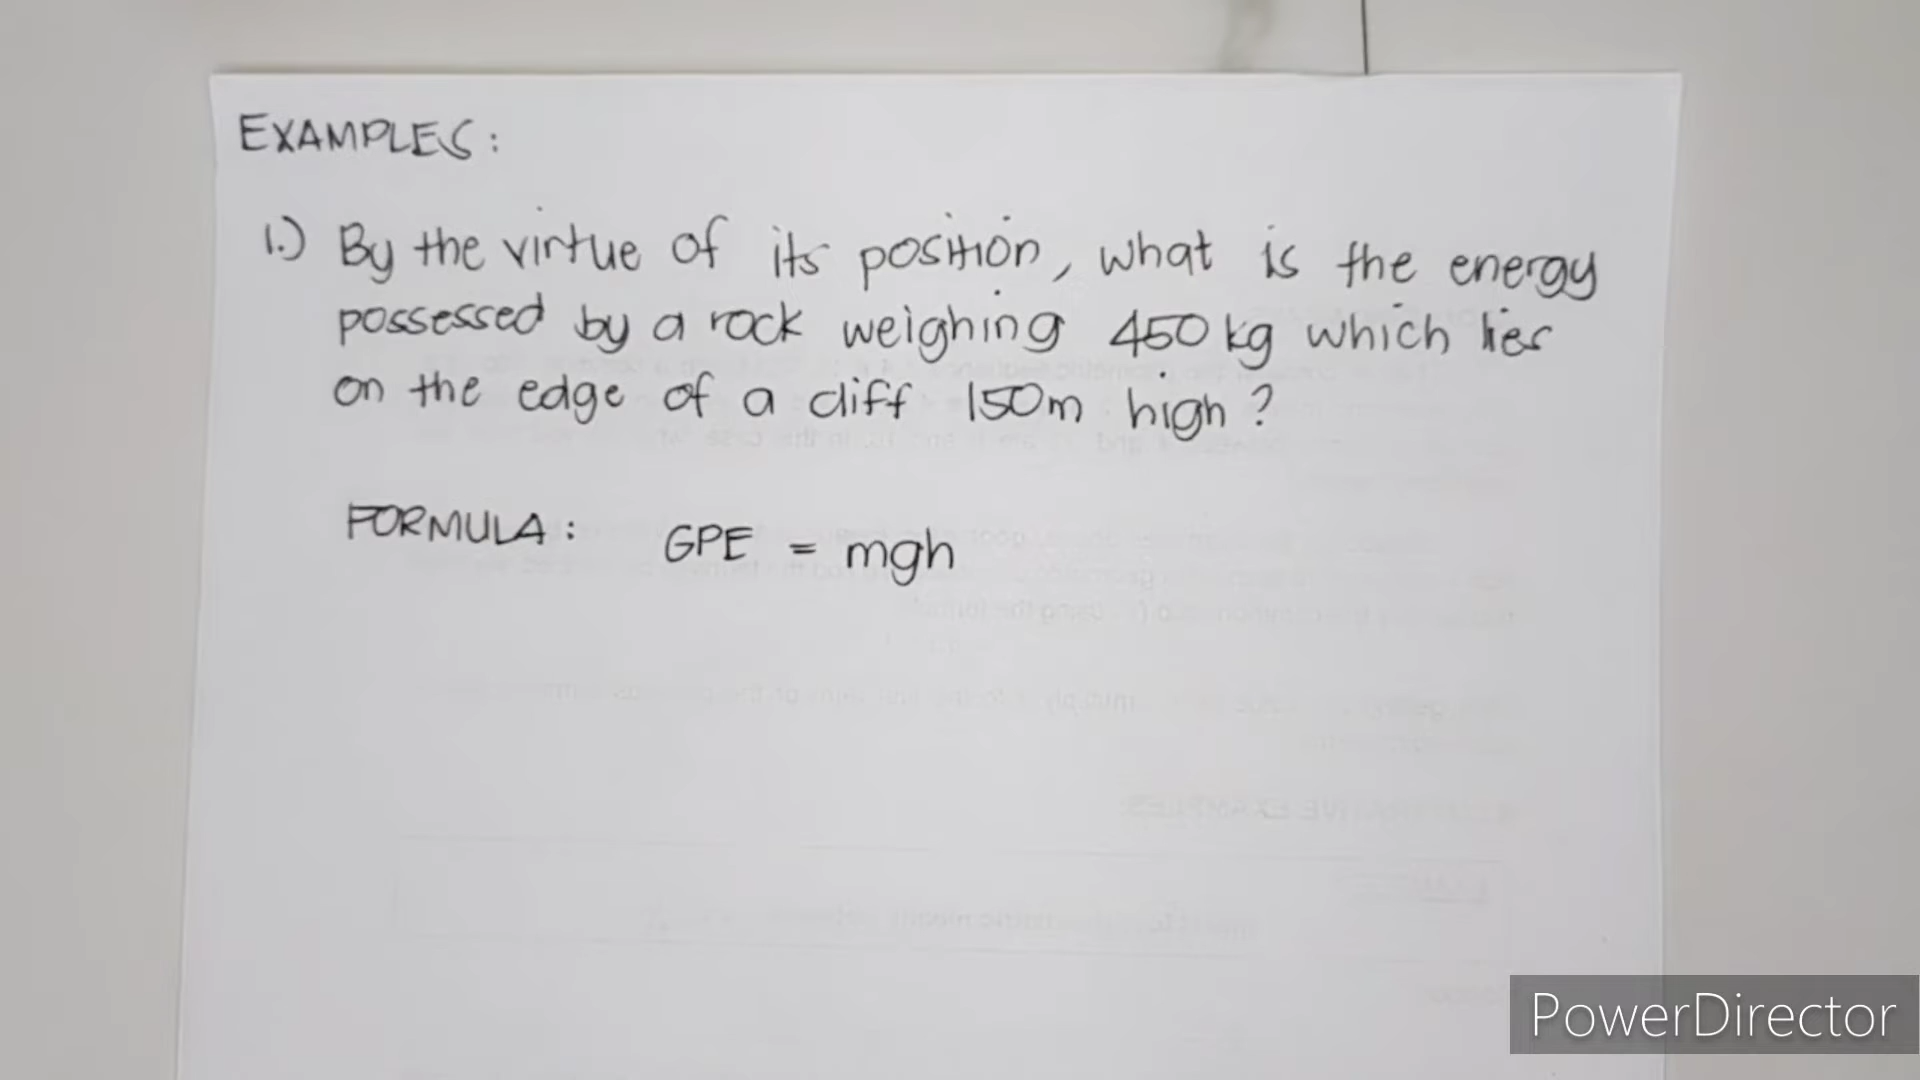 EXAMPLES:
1.) By the virtue of its position, what is the energy
possessed by a rock weighing 450 kg which lies
on the edge of a cliff 150m high?
FORMULA: GPE = mgh
PowerDirector